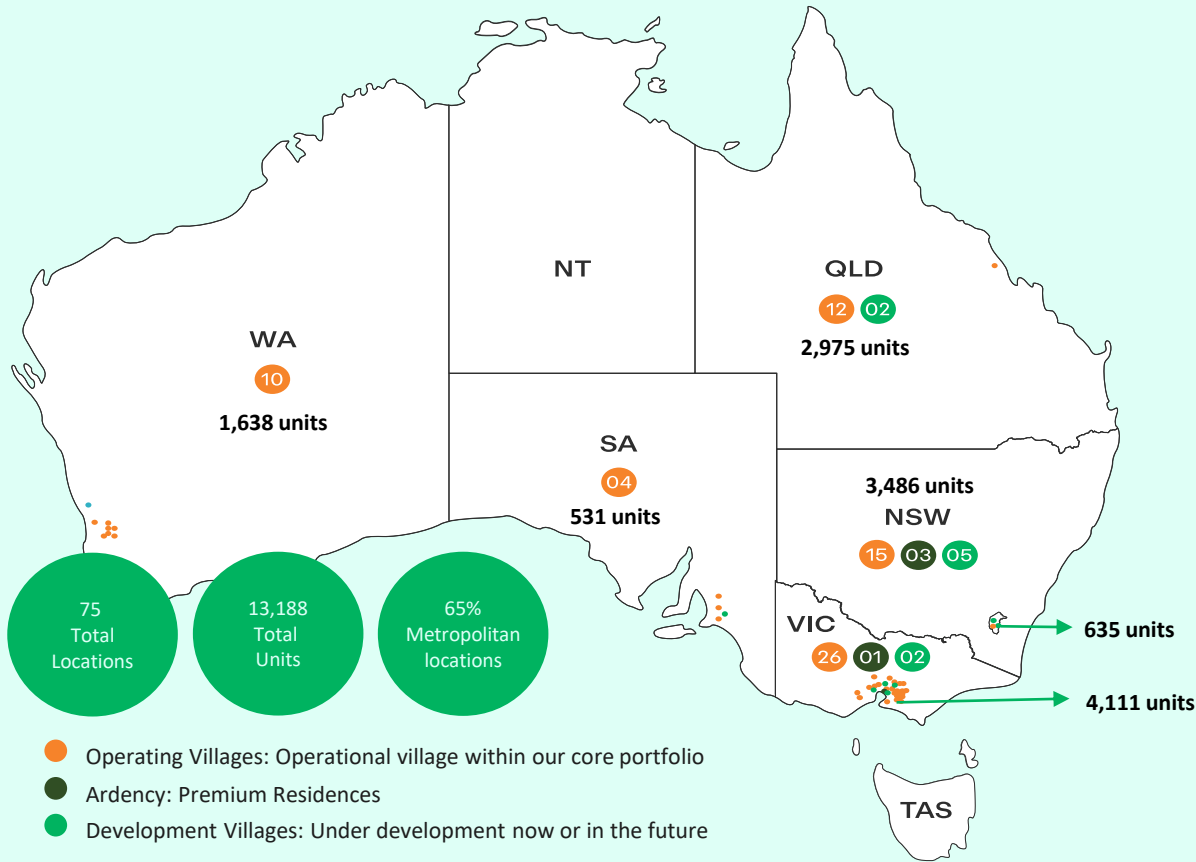 NT
QLD
12 02
2,975 units
WA
10
1,638 units
SA
04
531 units
3,486 units
NSW
15 03 05
635 units
VIC
26 01 02
4,111 units
TAS
75
Total
Locations
13,188
Total
Units
65%
Metropolitan
locations
Operating Villages: Operational village within our core portfolio
Ardency: Premium Residences
Development Villages: Under development now or in the future